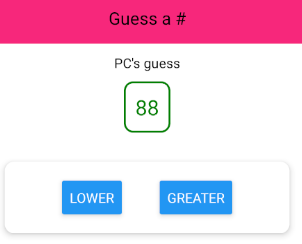 Guess a #
PC's guess
88
LOWER GREATER